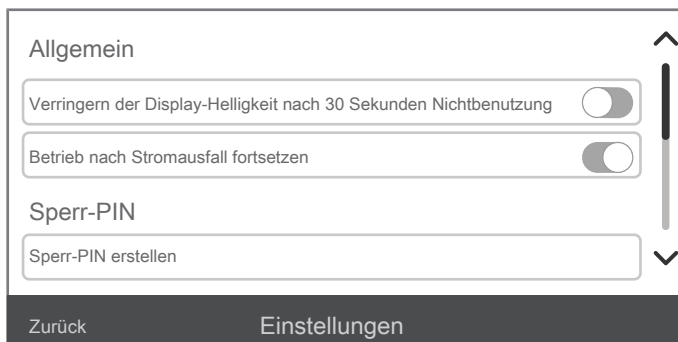 Allgemein
Verringern der Display-Helligkeit nach 30 Sekunden Nichtbenutzung
Betrieb nach Stromausfall fortsetzen
Sperr-PIN
Sperr-PIN erstellen
Zurück
Einstellungen